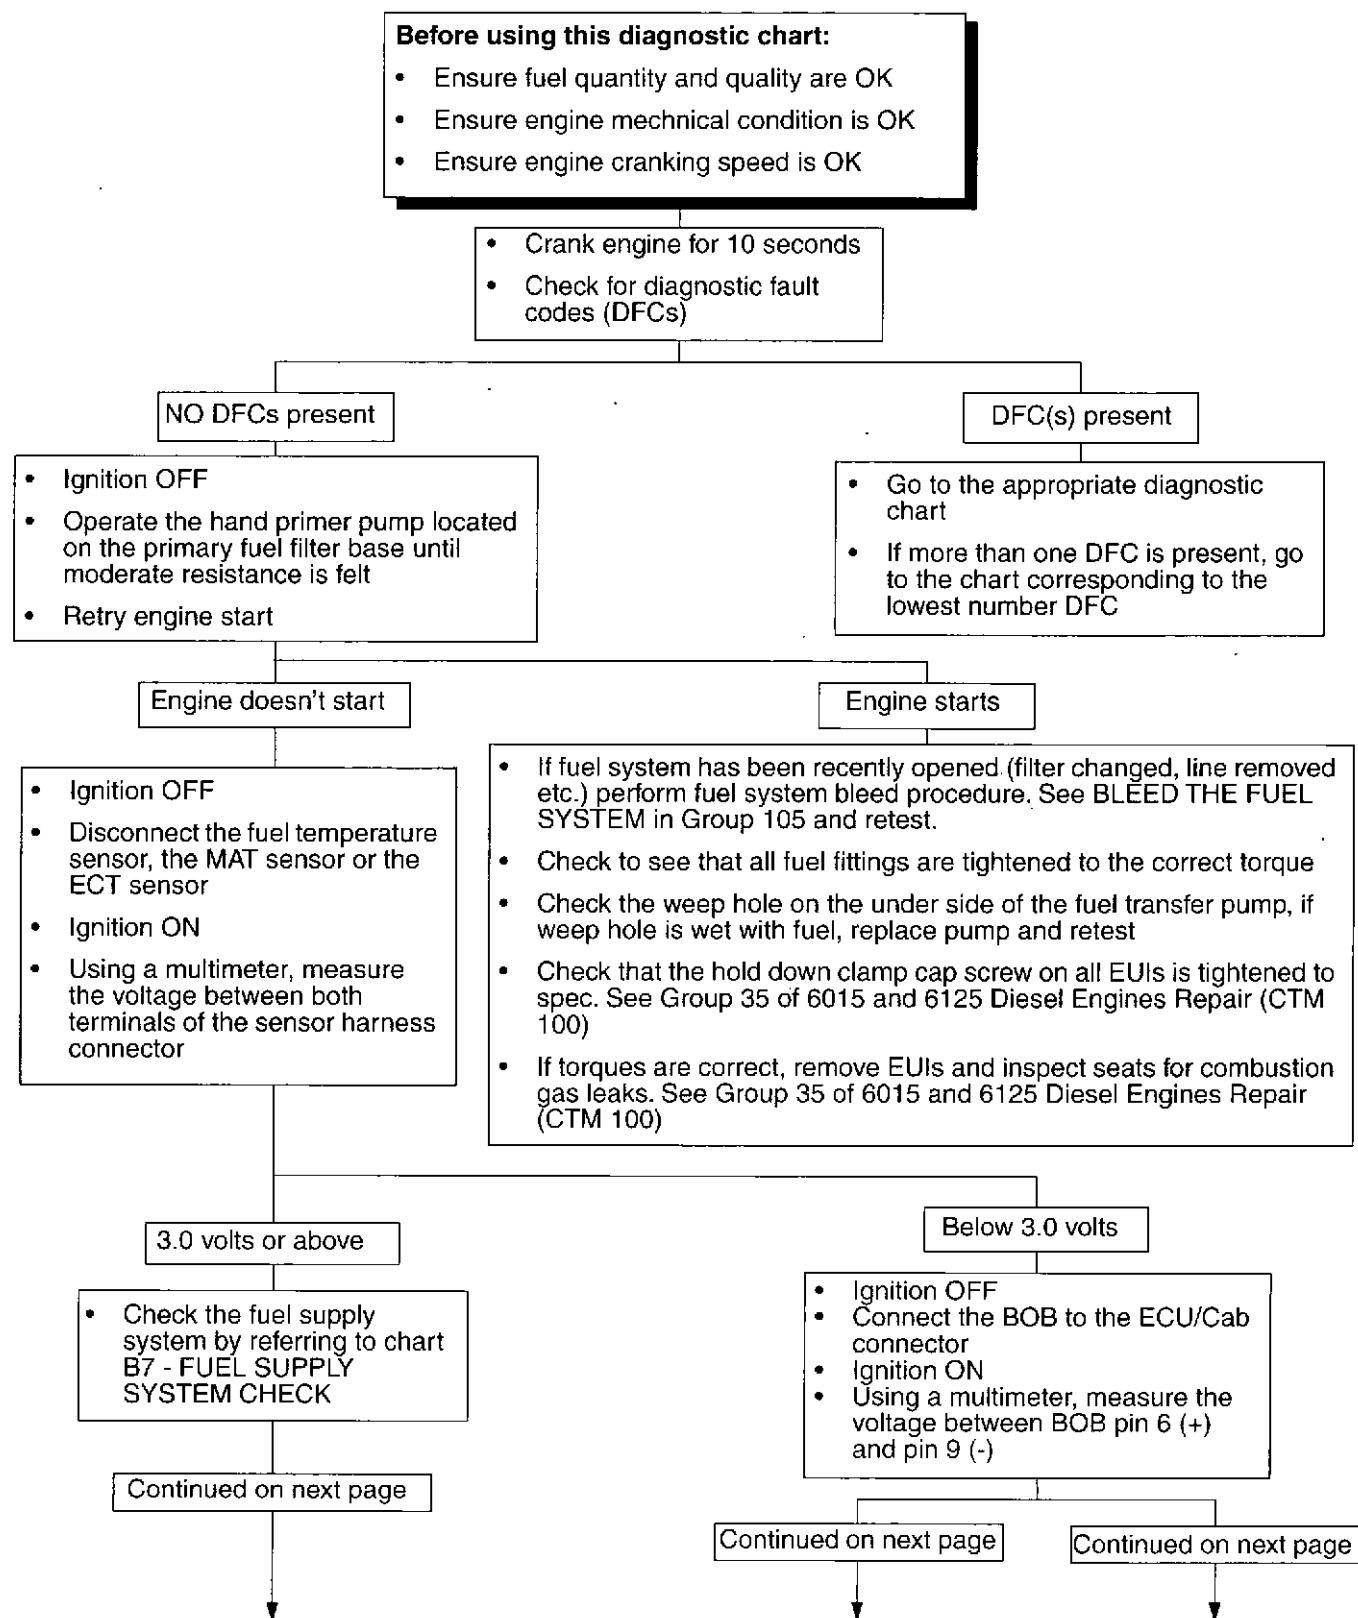 Before using this diagnostic chart:
• Ensure fuel quantity and quality are OK
• Ensure engine mechnical condition is OK
• Ensure engine cranking speed is OK
• Crank engine for 10 seconds
• Check for diagnostic fault
codes (DFCs)
NO DFCs present
DFC(s) present
• Ignition OFF
• Operate the hand primer pump located
on the primary fuel filter base until
moderate resistance is felt
• Retry engine start
• Go to the appropriate diagnostic
chart
• If more than one DFC is present, go
to the chart corresponding to the
lowest number DFC
Engine doesn't start
Engine starts
• Ignition OFF
• Disconnect the fuel temperature
sensor, the MAT sensor or the
ECT sensor
• Ignition ON
• Using a multimeter, measure
the voltage between both
terminals of the sensor harness
connector
• If fuel system has been recently opened (filter changed, line removed
etc.) perform fuel system bleed procedure. See BLEED THE FUEL
SYSTEM in Group 105 and retest.
• Check to see that all fuel fittings are tightened to the correct torque
• Check the weep hole on the under side of the fuel transfer pump, if
weep hole is wet with fuel, replace pump and retest
• Check that the hold down clamp cap screw on all EUIs is tightened to
spec. See Group 35 of 6015 and 6125 Diesel Engines Repair (CTM
100)
• If torques are correct, remove EUIs and inspect seats for combustion
gas leaks. See Group 35 of 6015 and 6125 Diesel Engines Repair
(CTM 100)
3.0 volts or above
Below 3.0 volts
• Check the fuel supply
system by referring to chart
B7 - FUEL SUPPLY
SYSTEM CHECK
• Ignition OFF
• Connect the BOB to the ECU/Cab
connector
• Ignition ON
• Using a multimeter, measure the
voltage between BOB pin 6 (+)
and pin 9 (-)
Continued on next page
Continued on next page
Continued on next page